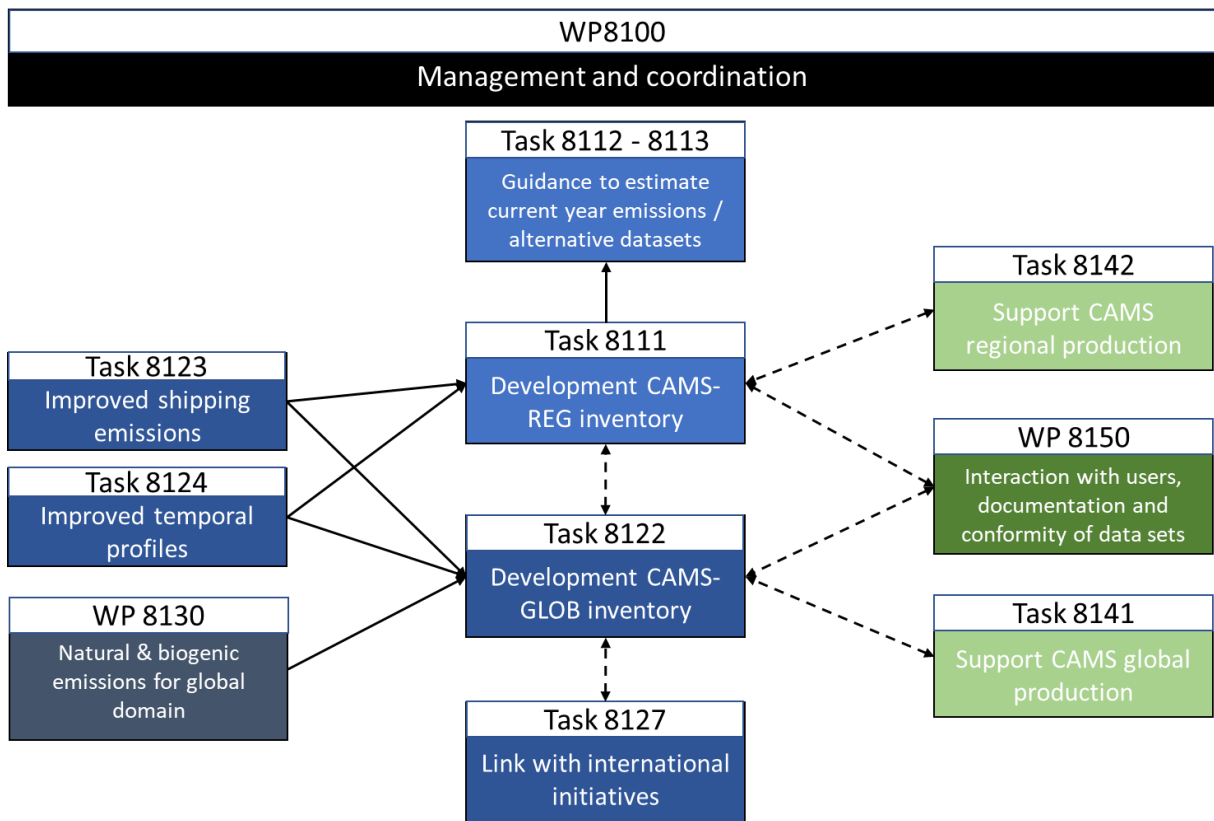 WP8100
Management and coordination
Task 8112 - 8113
Guidance to estimate
current year emissions /
alternative datasets
Task 8142
Support CAMS
regional production
Task 8111
Development CAMS-
REG inventory
Task 8123
Improved shipping
emissions
WP 8150
Interaction with users,
documentation and
conformity of data sets
Task 8124
Improved temporal
profiles
Task 8122
Development CAMS-
GLOB inventory
WP 8130
Natural & biogenic
emissions for global
domain
Task 8141
Support CAMS global
production
Task 8127
Link with international
initiatives